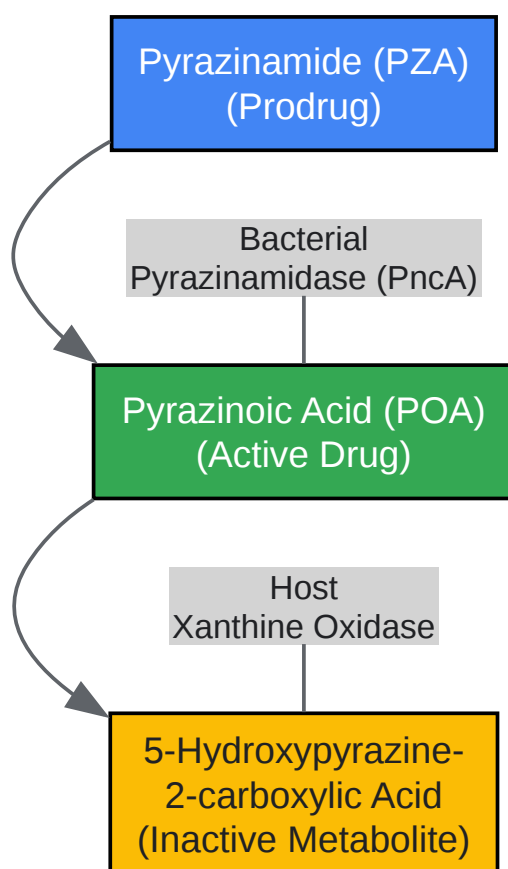 Pyrazinamide (PZA)
(Prodrug)
Bacterial
Pyrazinamidase (PncA)
Pyrazinoic Acid (POA)
(Active Drug)
Host
Xanthine Oxidase
5-Hydroxypyrazine-
2-carboxylic Acid
(Inactive Metabolite)